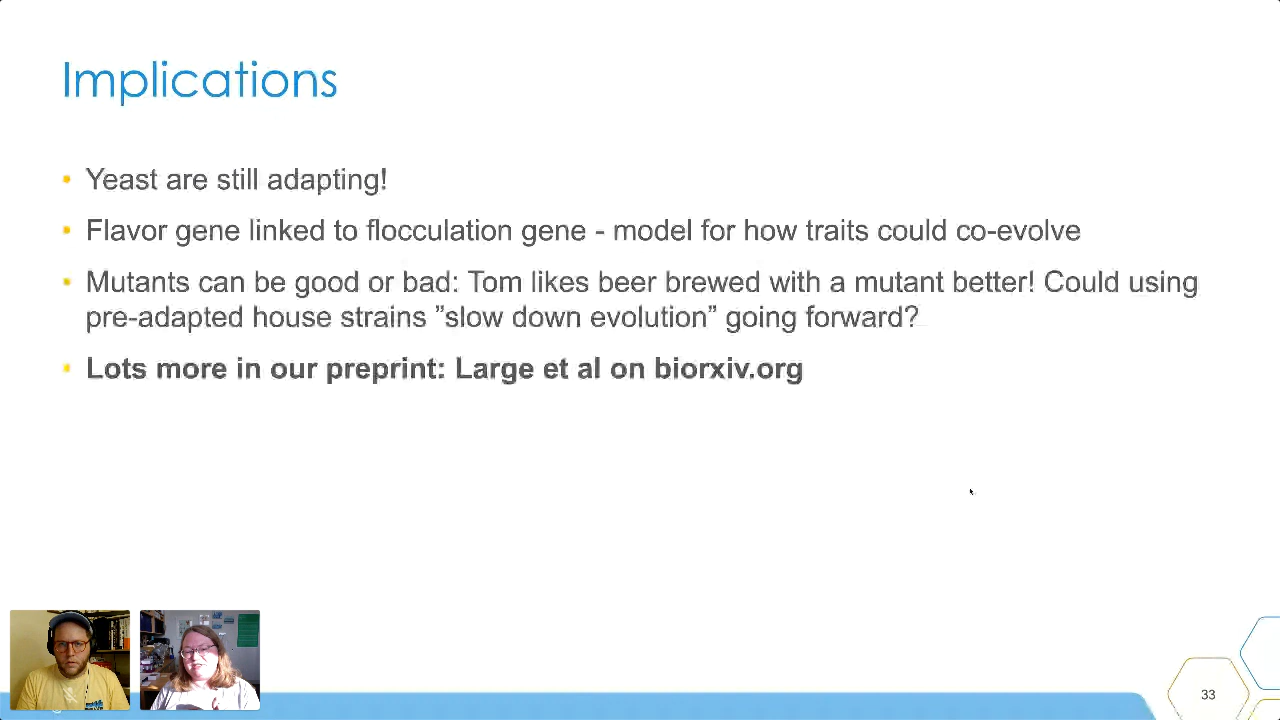 Implications
Yeast are still adapting!
Flavor gene linked to flocculation gene - model for how traits could co-evolve
Mutants can be good or bad: Tom likes beer brewed with a mutant better! Could using
pre-adapted house strains ”slow down evolution” going forward?
Lots more in our preprint: Large et al on biorxiv.org
33